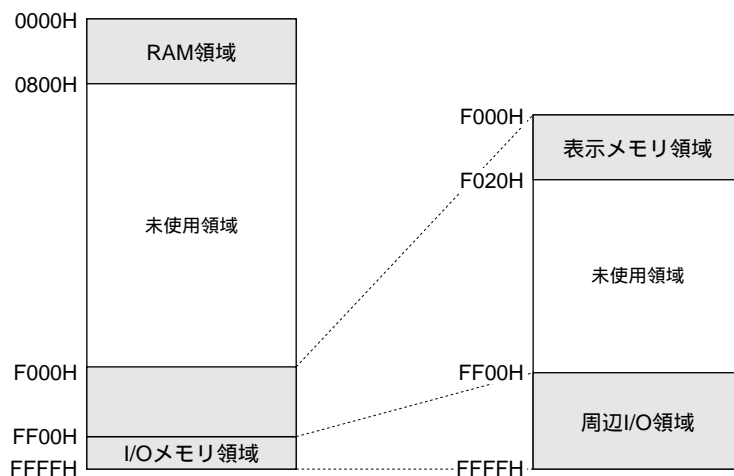 0000H
RAM領域
0800H
未使用領域
F000H
FF00H
I/Oメモリ領域
FFFFH
F000H
表示メモリ領域
F020H
未使用領域
FF00H
周辺I/O領域
FFFFH